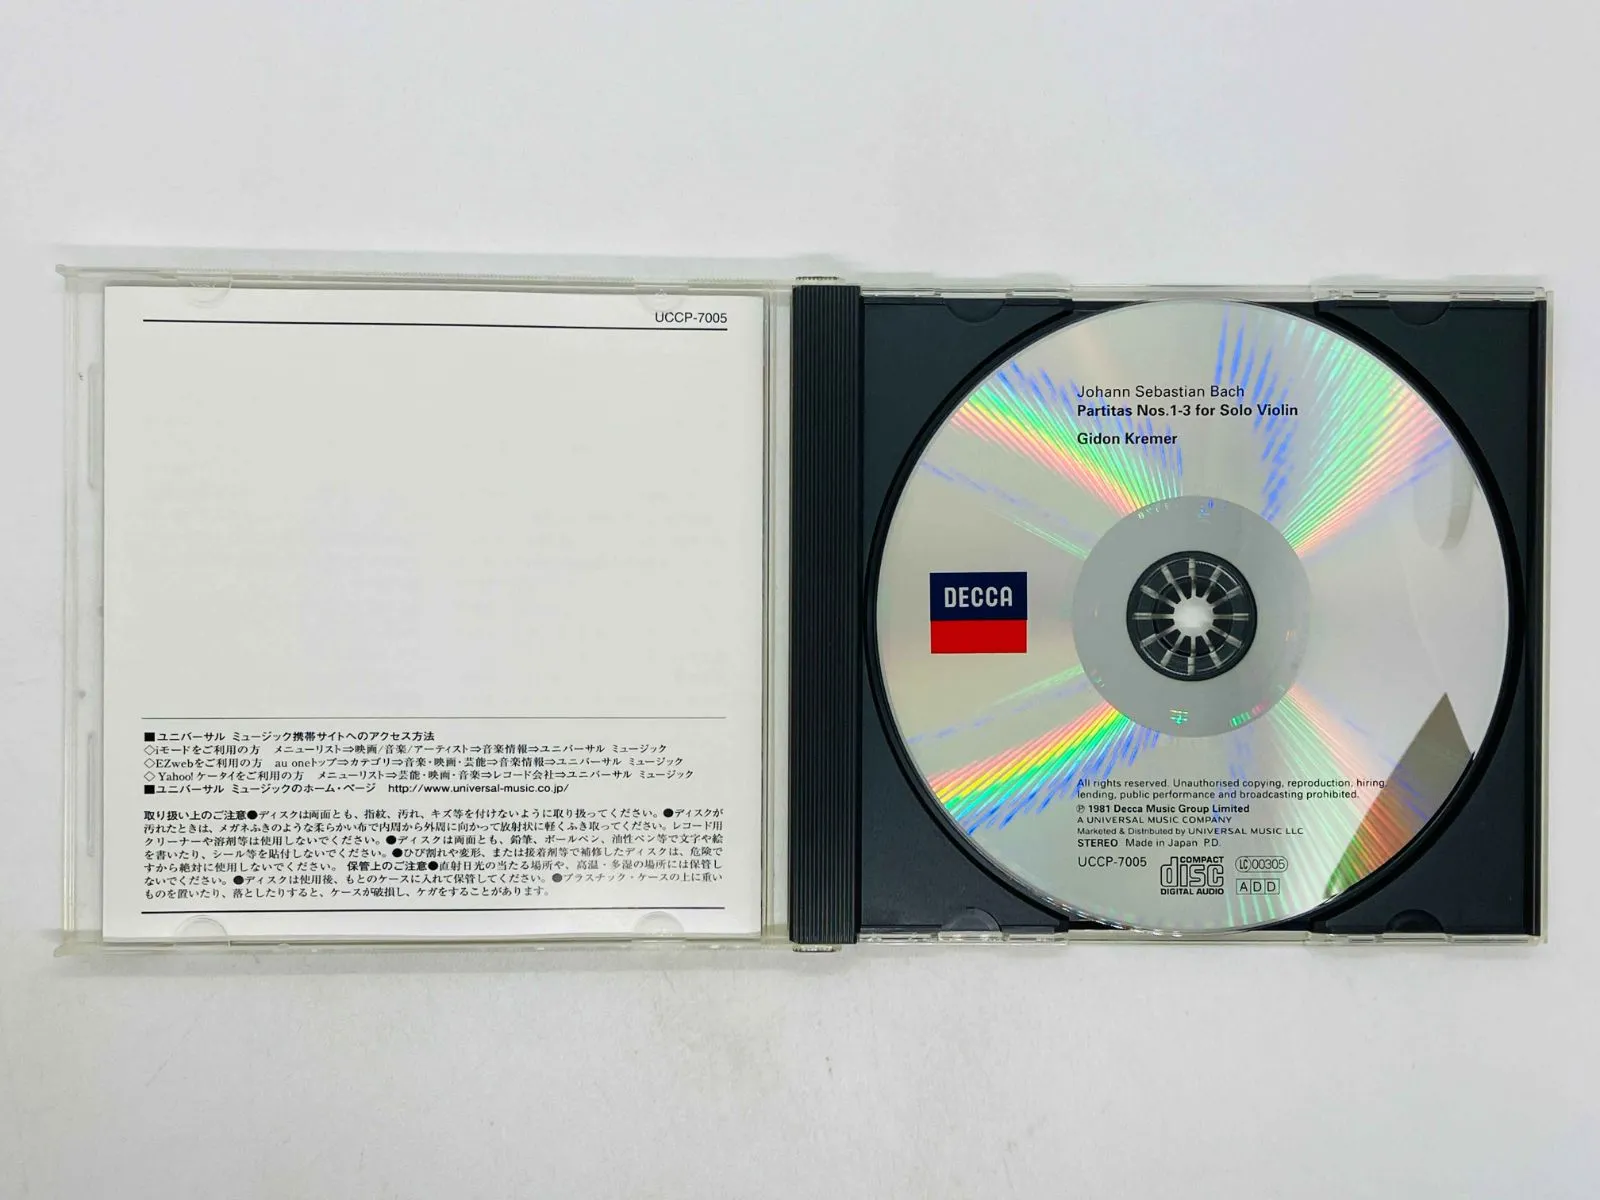 UCCP-7005
■ユニバーサル ミュージック携帯サイトへのアクセス方法
◇iモードをご利用の方 メニューリスト⇒映画/音楽/アーティスト⇒音楽情報⇒ユニバーサル ミュージック
◇EZwebをご利用の方 au oneトップ⇒カテゴリ⇒音楽・映画・芸能⇒音楽情報⇒ユニバーサル ミュージック
◇Yahoo!ケータイをご利用の方 メニューリスト⇒芸能・映画・音楽⇒レコード会社⇒ユニバーサル ミュージック
■ユニバーサル ミュージックのホーム・ページ http://www.universal-music.co.jp/
取り扱い上のご注意●ディスクは両面とも、指紋、汚れ、キズ等を付けないように取り扱ってください。●ディスクが
汚れたときは、メガネふきのような柔らかい布で内周から外周に向かって放射状に軽くふき取ってください。レコード用
クリーナーや溶剤等は使用しないでください。●ディスクは両面とも、鉛筆、ボールペン、油性ペン等で文字や絵
を書いたり、シール等を貼付しないでください。●ひび割れや変形、または接着剤等で補修したディスクは、危険で
すから絶対に使用しないでください。 保管上のご注意●直射日光の当たる場所や、高温・多湿の場所には保管し
ないでください。●ディスクは使用後、もとのケースに入れて保管してください。●プラスチック・ケースの上に重い
ものを置いたり、落としたりすると、ケースが破損し、ケガをすることがあります。
Johann Sebastian Bach
Partitas Nos.1-3 for Solo Violin
Gidon Kremer
DECCA
All rights reserved. Unauthorised copying, reproduction, hiring,
lending, public performance and broadcasting prohibited.
℗ 1981 Decca Music Group Limited
A UNIVERSAL MUSIC COMPANY
Marketed & Distributed by UNIVERSAL MUSIC LLC
STEREO Made in Japan P.D.
UCCP-7005
COMPACT
disc
DIGITAL AUDIO
LC 00305
ADD